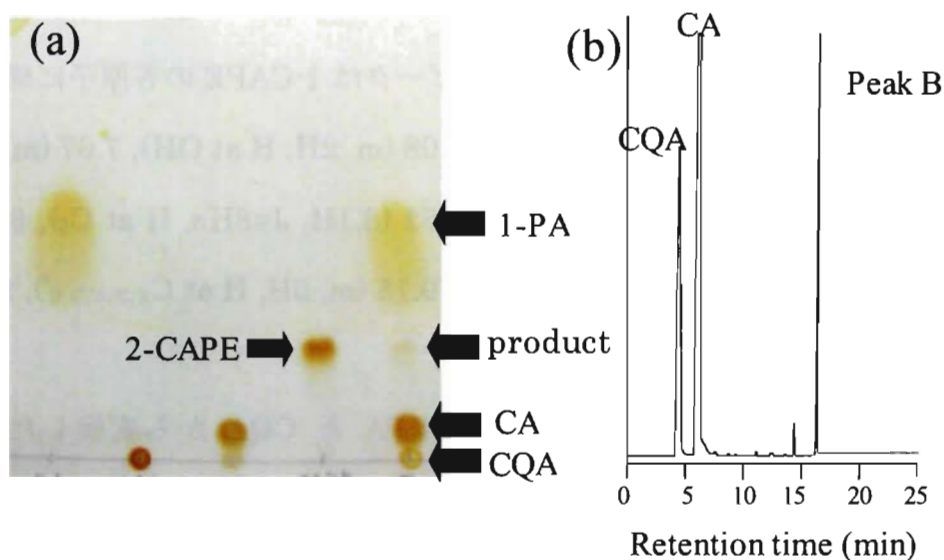 (a)
1-PA
2-CAPE
product
CA
CQA
(b)
CA
CQA
Peak B
0 5 10 15 20 25
Retention time (min)